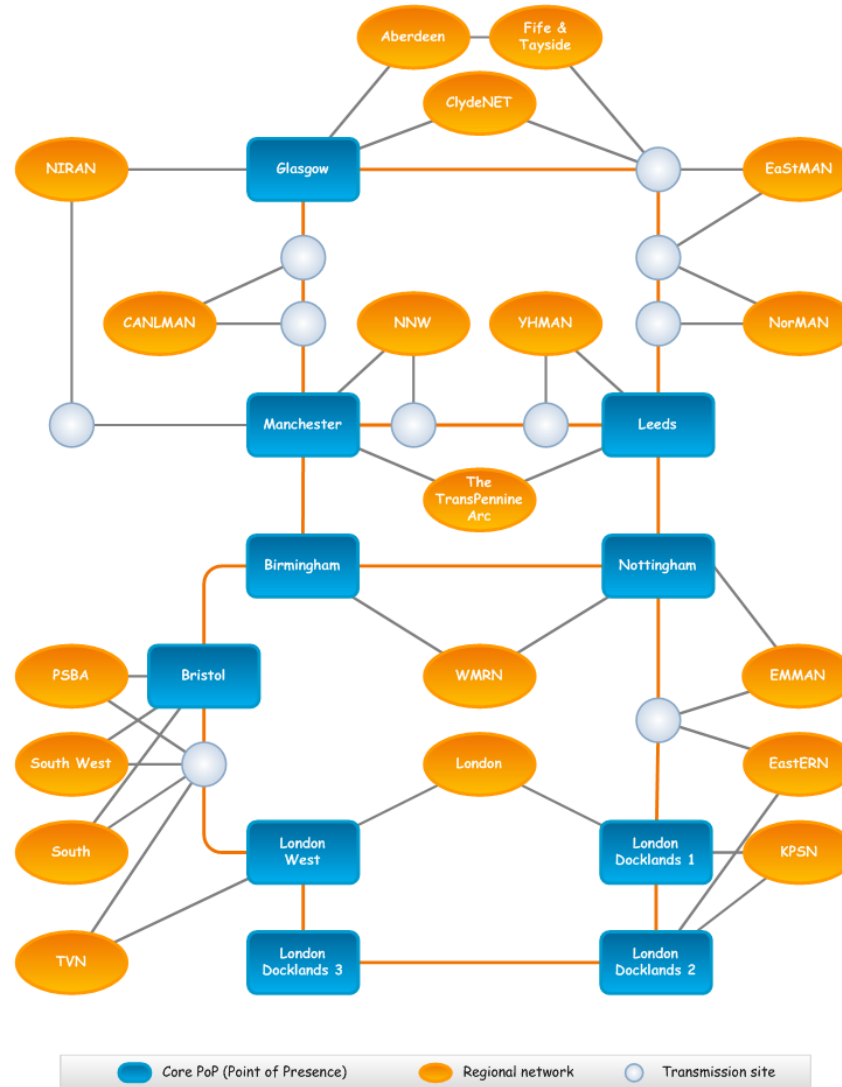 Aberdeen
Fife &
Tayside
ClydeNET
NIRAN
Glasgow
EaStMAN
CANLMAN
NNW
YHMAN
NorMAN
Manchester
Leeds
The
TransPennine
Arc
Birmingham
Nottingham
PSBA
Bristol
WMRN
EMMAN
South West
London
EastERN
South
London
West
London
Docklands 1
KPSN
TVN
London
Docklands 3
London
Docklands 2
Core PoP (Point of Presence)
Regional network
Transmission site